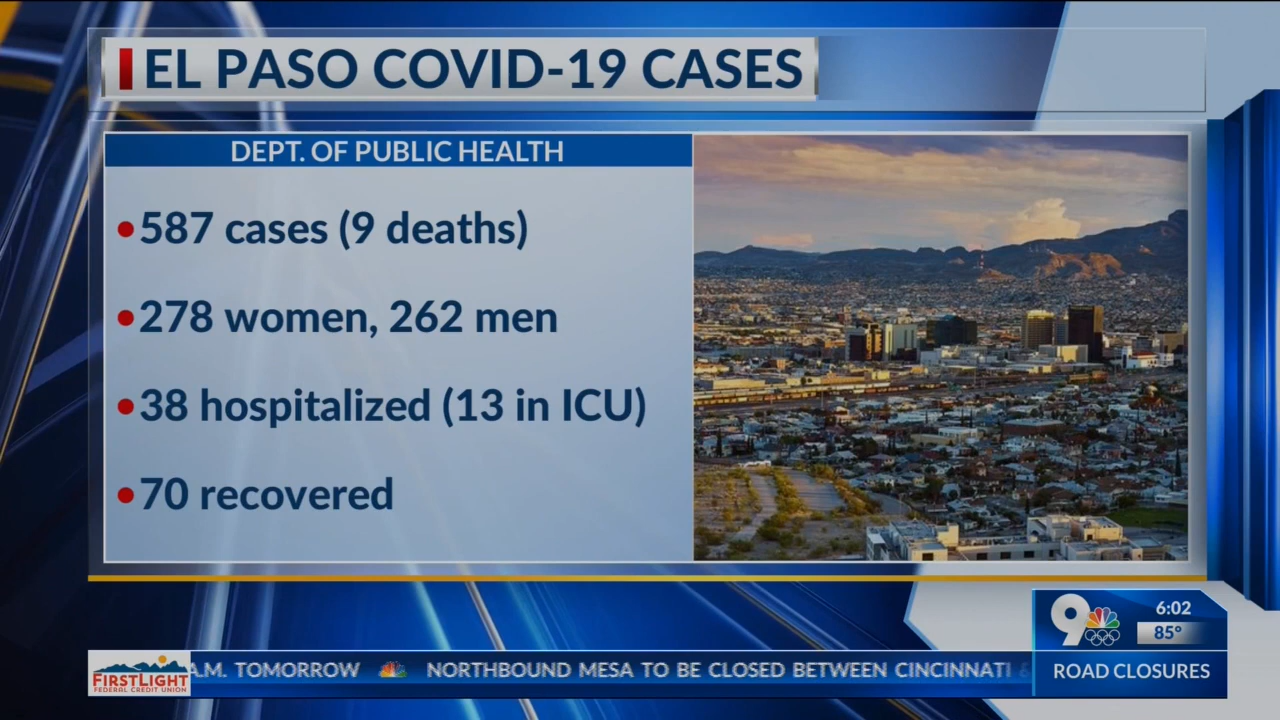 EL PASO COVID-19 CASES
DEPT. OF PUBLIC HEALTH
•587 cases (9 deaths)
•278 women, 262 men
•38 hospitalized (13 in ICU)
•70 recovered
9
6:02
85°
FIRSTLIGHT
FEDERAL CREDIT UNION
A.M. TOMORROW NORTHBOUND MESA TO BE CLOSED BETWEEN CINCINNATI &
ROAD CLOSURES